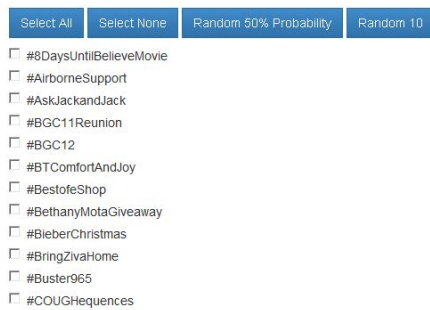 Select All Select None Random 50% Probability Random 10
#8DaysUntilBelieveMovie
#AirborneSupport
#AskJackandJack
#BGC11Reunion
#BGC12
#BTComfortAndJoy
#BestofeShop
#BethanyMotaGiveaway
#BieberChristmas
#BringZivaHome
#Buster965
#COUGHequences